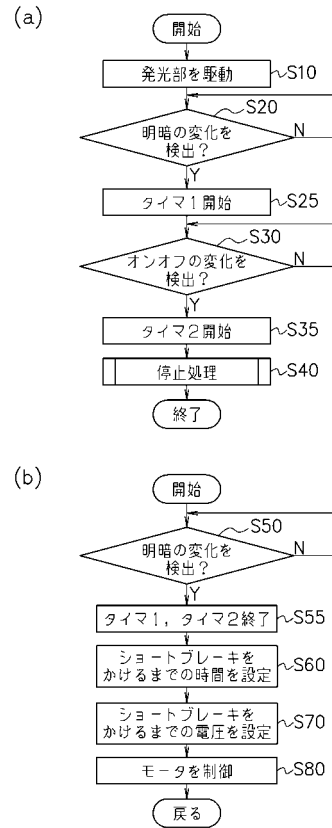 (a)
開始
発光部を駆動
S10
S20
明暗の変化を
検出？
N
Y
タイマ1開始
S25
S30
オンオフの変化を
検出？
N
Y
タイマ2開始
S35
停止処理
S40
終了
(b)
開始
S50
明暗の変化を
検出？
N
Y
タイマ1，タイマ2終了
S55
ショートブレーキを
かけるまでの時間を設定
S60
ショートブレーキを
かけるまでの電圧を設定
S70
モータを制御
S80
戻る